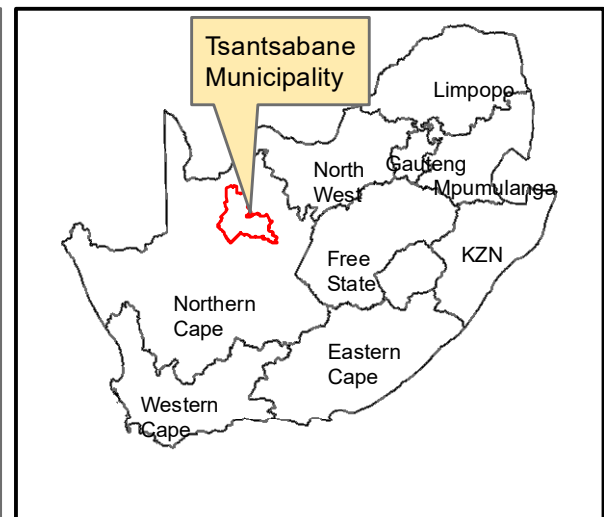 Tsantsabane
Municipality
Limpopo
North
West
Gauteng
Mpumulanga
Free
State
KZN
Northern
Cape
Eastern
Cape
Western
Cape